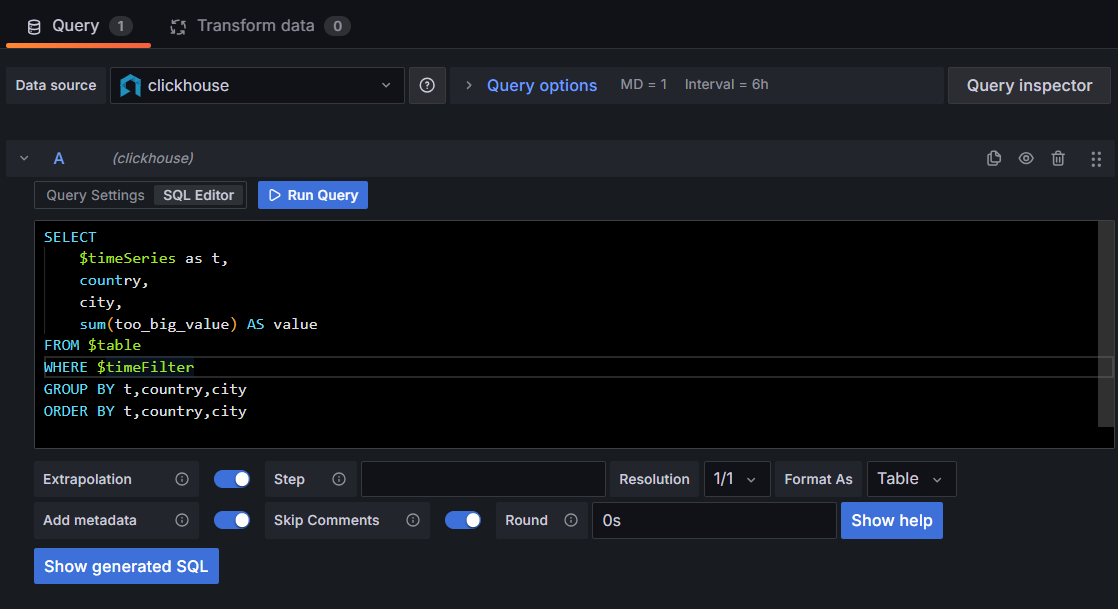 Query 1 Transform data 0
Data source clickhouse Query options MD = 1 Interval = 6h Query inspector
A (clickhouse)
Query Settings SQL Editor Run Query
SELECT
$timeSeries as t,
country,
city,
sum(too_big_value) AS value
FROM $table
WHERE $timeFilter
GROUP BY t,country,city
ORDER BY t,country,city
Extrapolation Step Resolution 1/1 Format As Table
Add metadata Skip Comments Round 0s Show help
Show generated SQL